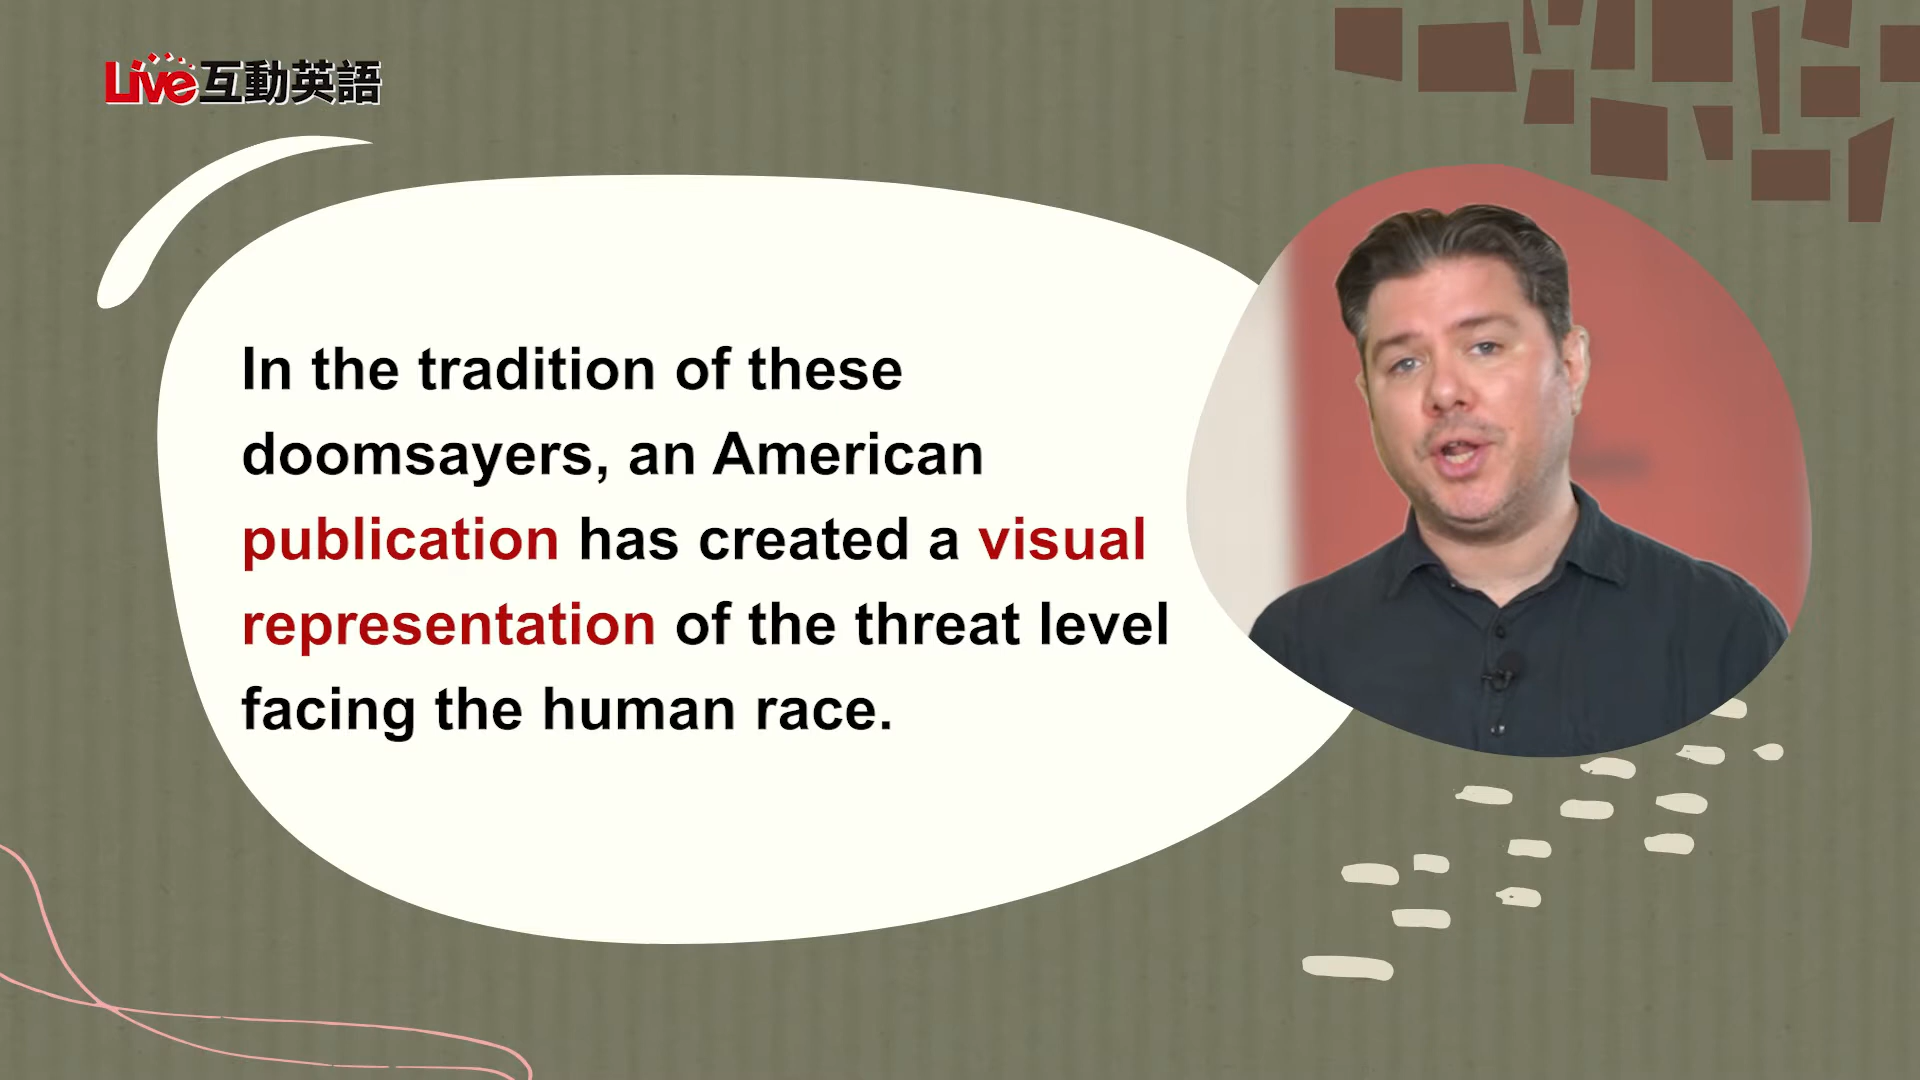 Live互動英語
In the tradition of these
doomsayers, an American
publication has created a visual
representation of the threat level
facing the human race.